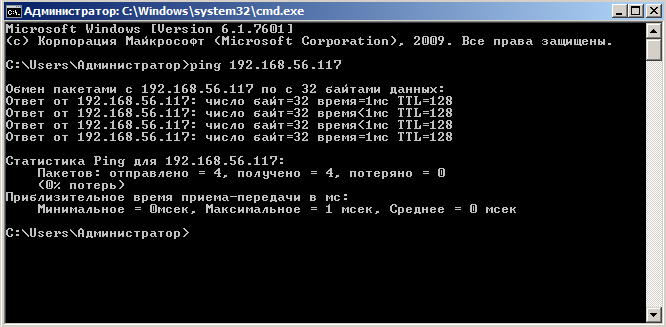 Администратор: C:\Windows\system32\cmd.exe
Microsoft Windows [Version 6.1.7601]
(c) Корпорация Майкрософт (Microsoft Corporation), 2009. Все права защищены.
C:\Users\Администратор>ping 192.168.56.117
Обмен пакетами с 192.168.56.117 по с 32 байтами данных:
Ответ от 192.168.56.117: число байт=32 время=1мс TTL=128
Ответ от 192.168.56.117: число байт=32 время<1мс TTL=128
Ответ от 192.168.56.117: число байт=32 время<1мс TTL=128
Ответ от 192.168.56.117: число байт=32 время=1мс TTL=128
Статистика Ping для 192.168.56.117:
Пакетов: отправлено = 4, получено = 4, потеряно = 0
(0% потерь)
Приблизительное время приема-передачи в мс:
Минимальное = 0мсек, Максимальное = 1 мсек, Среднее = 0 мсек
C:\Users\Администратор>